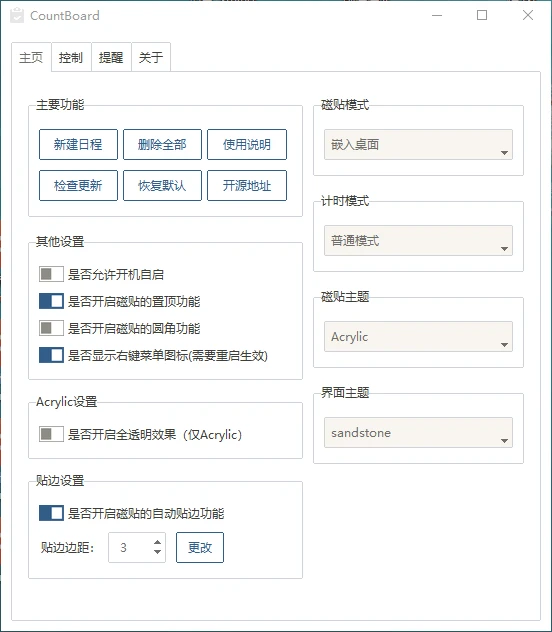 CountBoard
主页 控制 提醒 关于
主要功能
新建日程 删除全部 使用说明
检查更新 恢复默认 开源地址
其他设置
是否允许开机自启
是否开启磁贴的置顶功能
是否开启磁贴的圆角功能
是否显示右键菜单图标(需要重启生效)
Acrylic设置
是否开启全透明效果（仅Acrylic）
贴边设置
是否开启磁贴的自动贴边功能
贴边边距： 3 更改
磁贴模式
嵌入桌面
计时模式
普通模式
磁贴主题
Acrylic
界面主题
sandstone